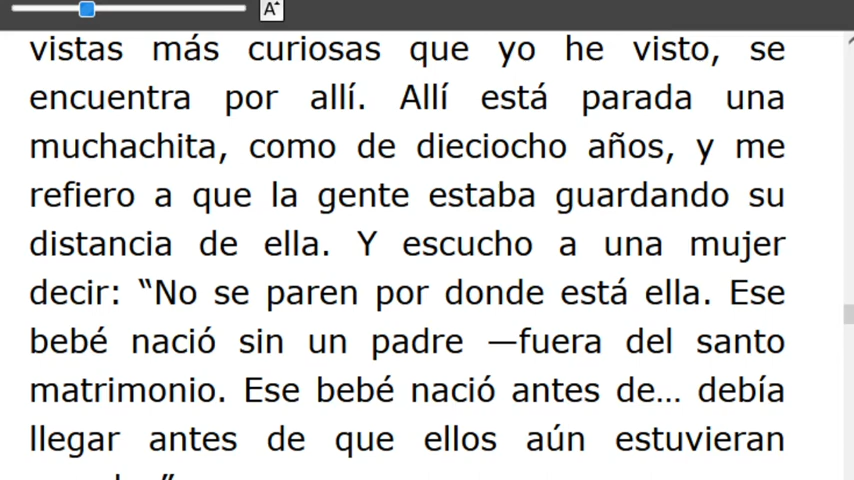 A
vistas más curiosas que yo he visto, se
encuentra por allí. Allí está parada una
muchachita, como de dieciocho años, y me
refiero a que la gente estaba guardando su
distancia de ella. Y escucho a una mujer
decir: “No se paren por donde está ella. Ese
bebé nació sin un padre —fuera del santo
matrimonio. Ese bebé nació antes de… debía
llegar antes de que ellos aún estuvieran